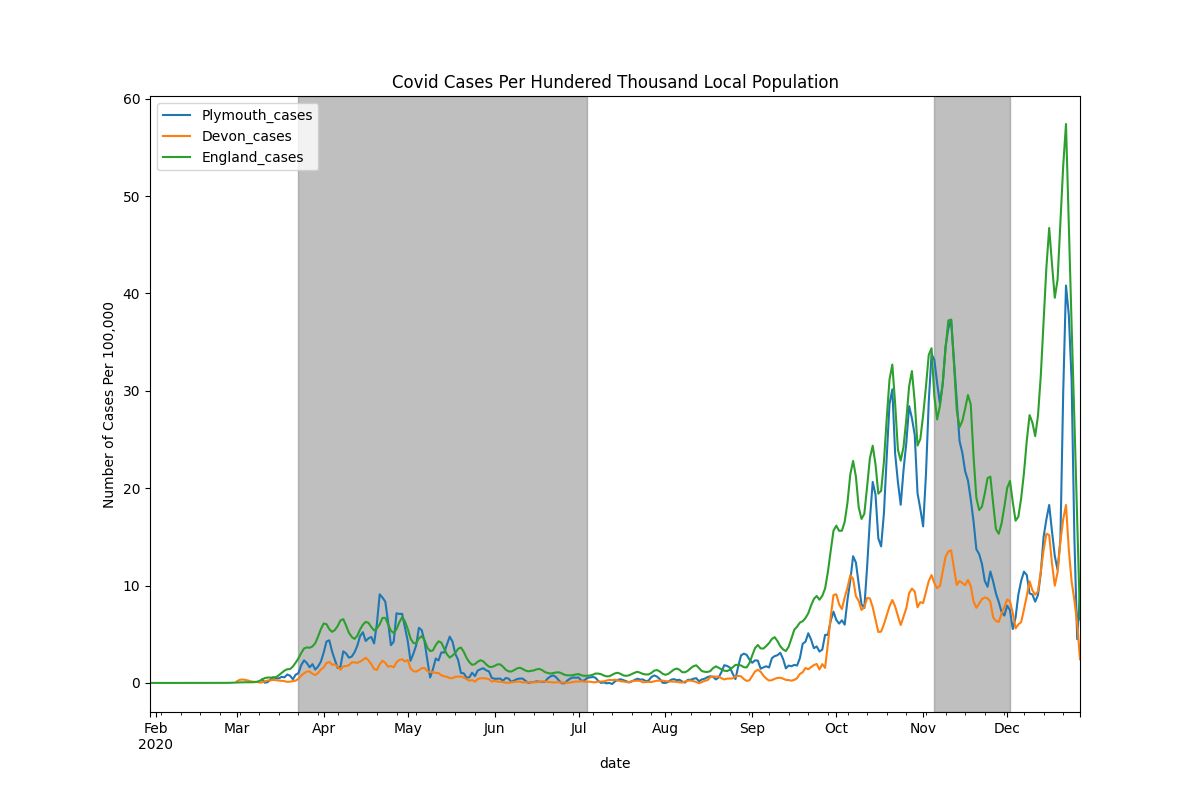 Covid Cases Per Hundered Thousand Local Population
Plymouth_cases
Devon_cases
England_cases
Number of Cases Per 100,000
60
50
40
30
20
10
0
Feb Mar Apr May Jun Jul Aug Sep Oct Nov Dec
2020
date